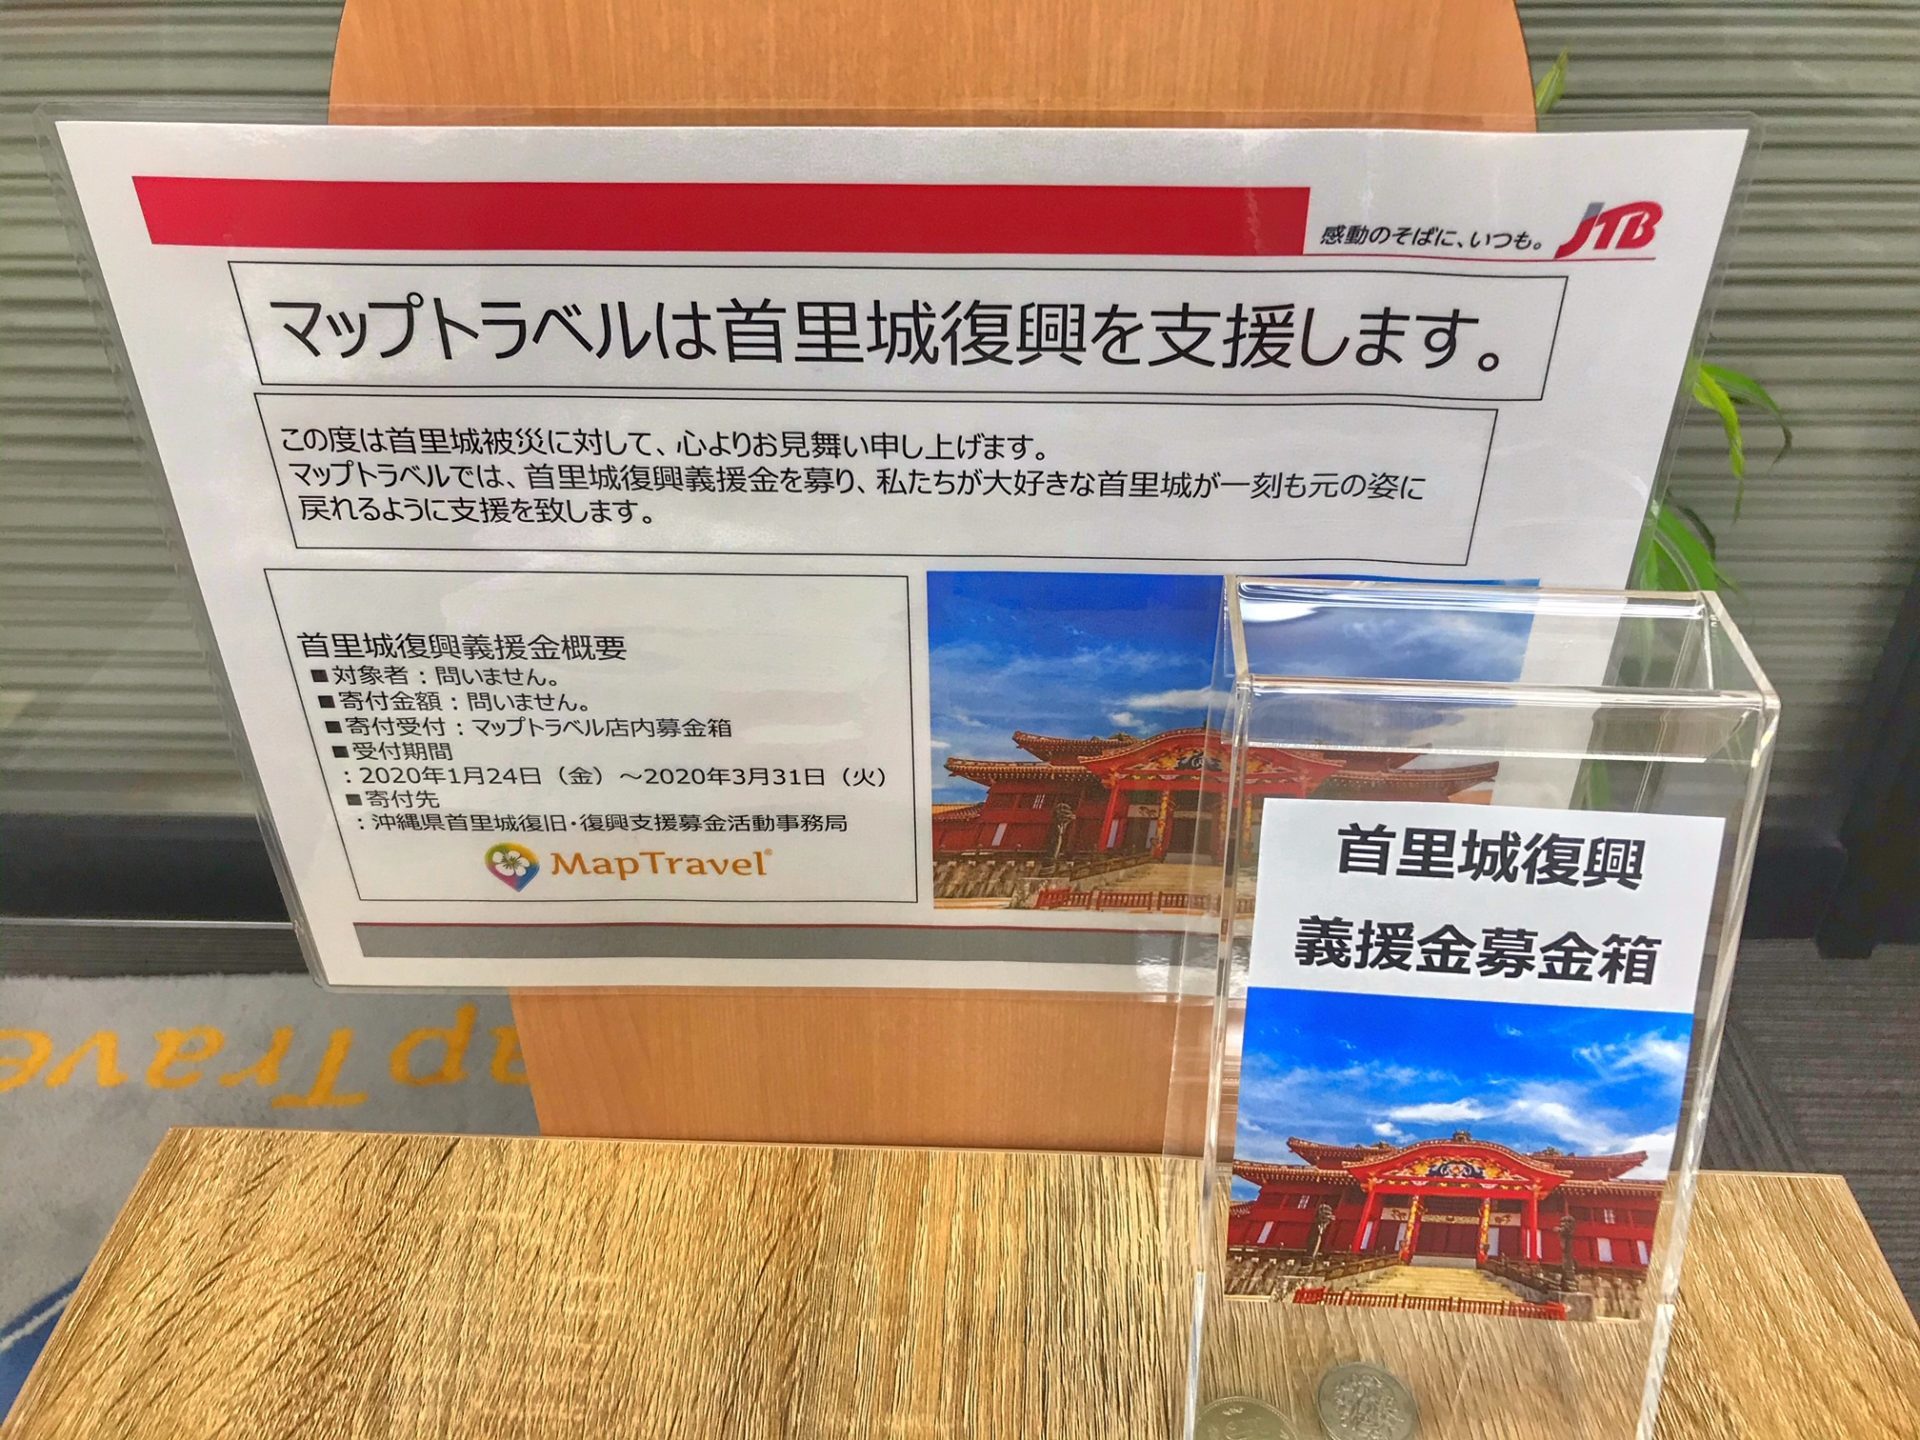 感動のそばに、いつも。 JTB
マップトラベルは首里城復興を支援します。
この度は首里城被災に対して、心よりお見舞い申し上げます。
マップトラベルでは、首里城復興義援金を募り、私たちが大好きな首里城が一刻も元の姿に
戻れるように支援を致します。
首里城復興義援金概要
■対象者：問いません。
■寄付金額：問いません。
■寄付受付：マップトラベル店内募金箱
■受付期間
：2020年1月24日（金）～2020年3月31日（火）
■寄付先
：沖縄県首里城復旧・復興支援募金活動事務局
MapTravel®
首里城復興
義援金募金箱
apTrave